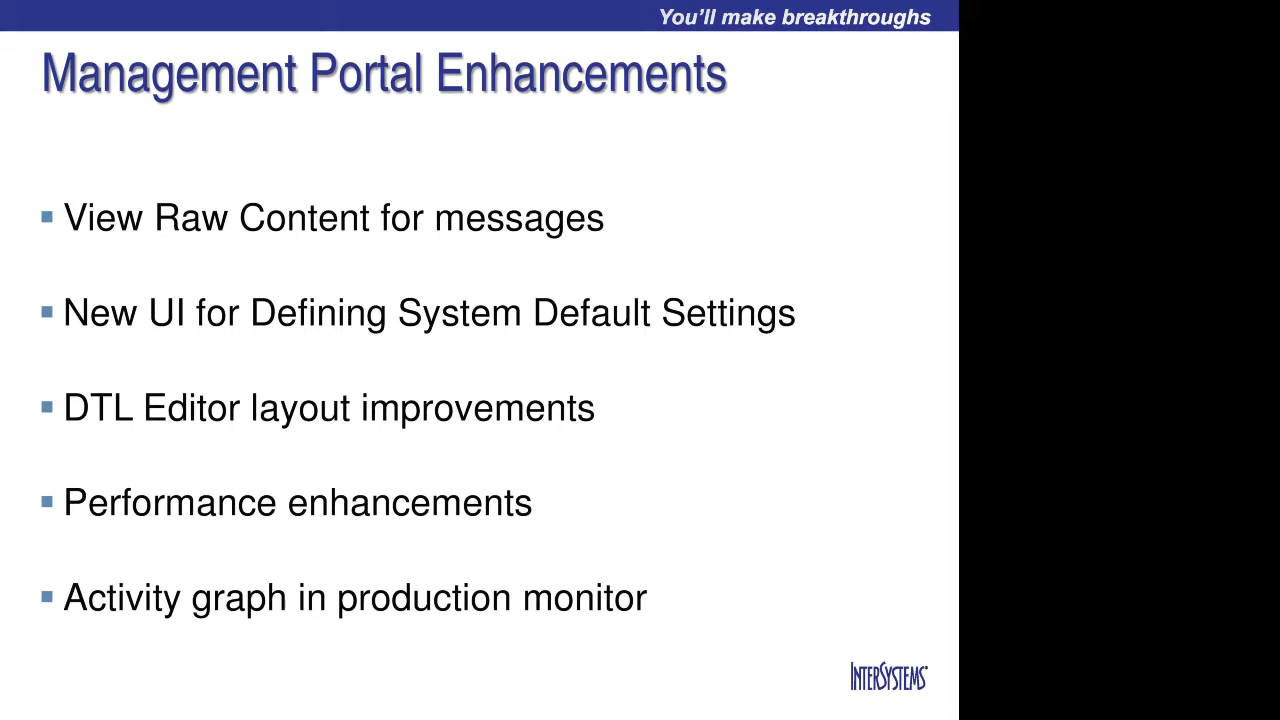 You'll make breakthroughs
Management Portal Enhancements
View Raw Content for messages
New UI for Defining System Default Settings
DTL Editor layout improvements
Performance enhancements
Activity graph in production monitor
INTERSYSTEMS